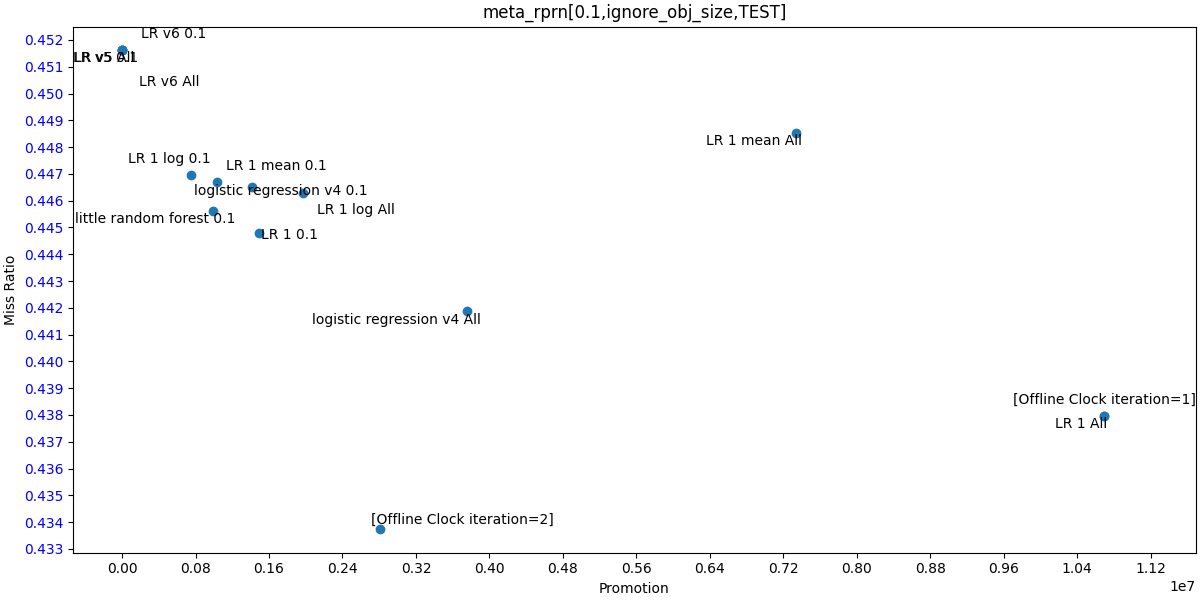 meta_rprn[0.1,ignore_obj_size,TEST]
Miss Ratio
0.452
0.451
0.450
0.449
0.448
0.447
0.446
0.445
0.444
0.443
0.442
0.441
0.440
0.439
0.438
0.437
0.436
0.435
0.434
0.433
LR v6 0.1
LR v5 All
LR v6 All
LR 1 mean All
LR 1 log 0.1
LR 1 mean 0.1
logistic regression v4 0.1
LR 1 log All
little random forest 0.1
LR 1 0.1
logistic regression v4 All
[Offline Clock iteration=1]
LR 1 All
[Offline Clock iteration=2]
0.00
0.08
0.16
0.24
0.32
0.40
0.48
0.56
0.64
0.72
0.80
0.88
0.96
1.04
1.12
1e7
Promotion